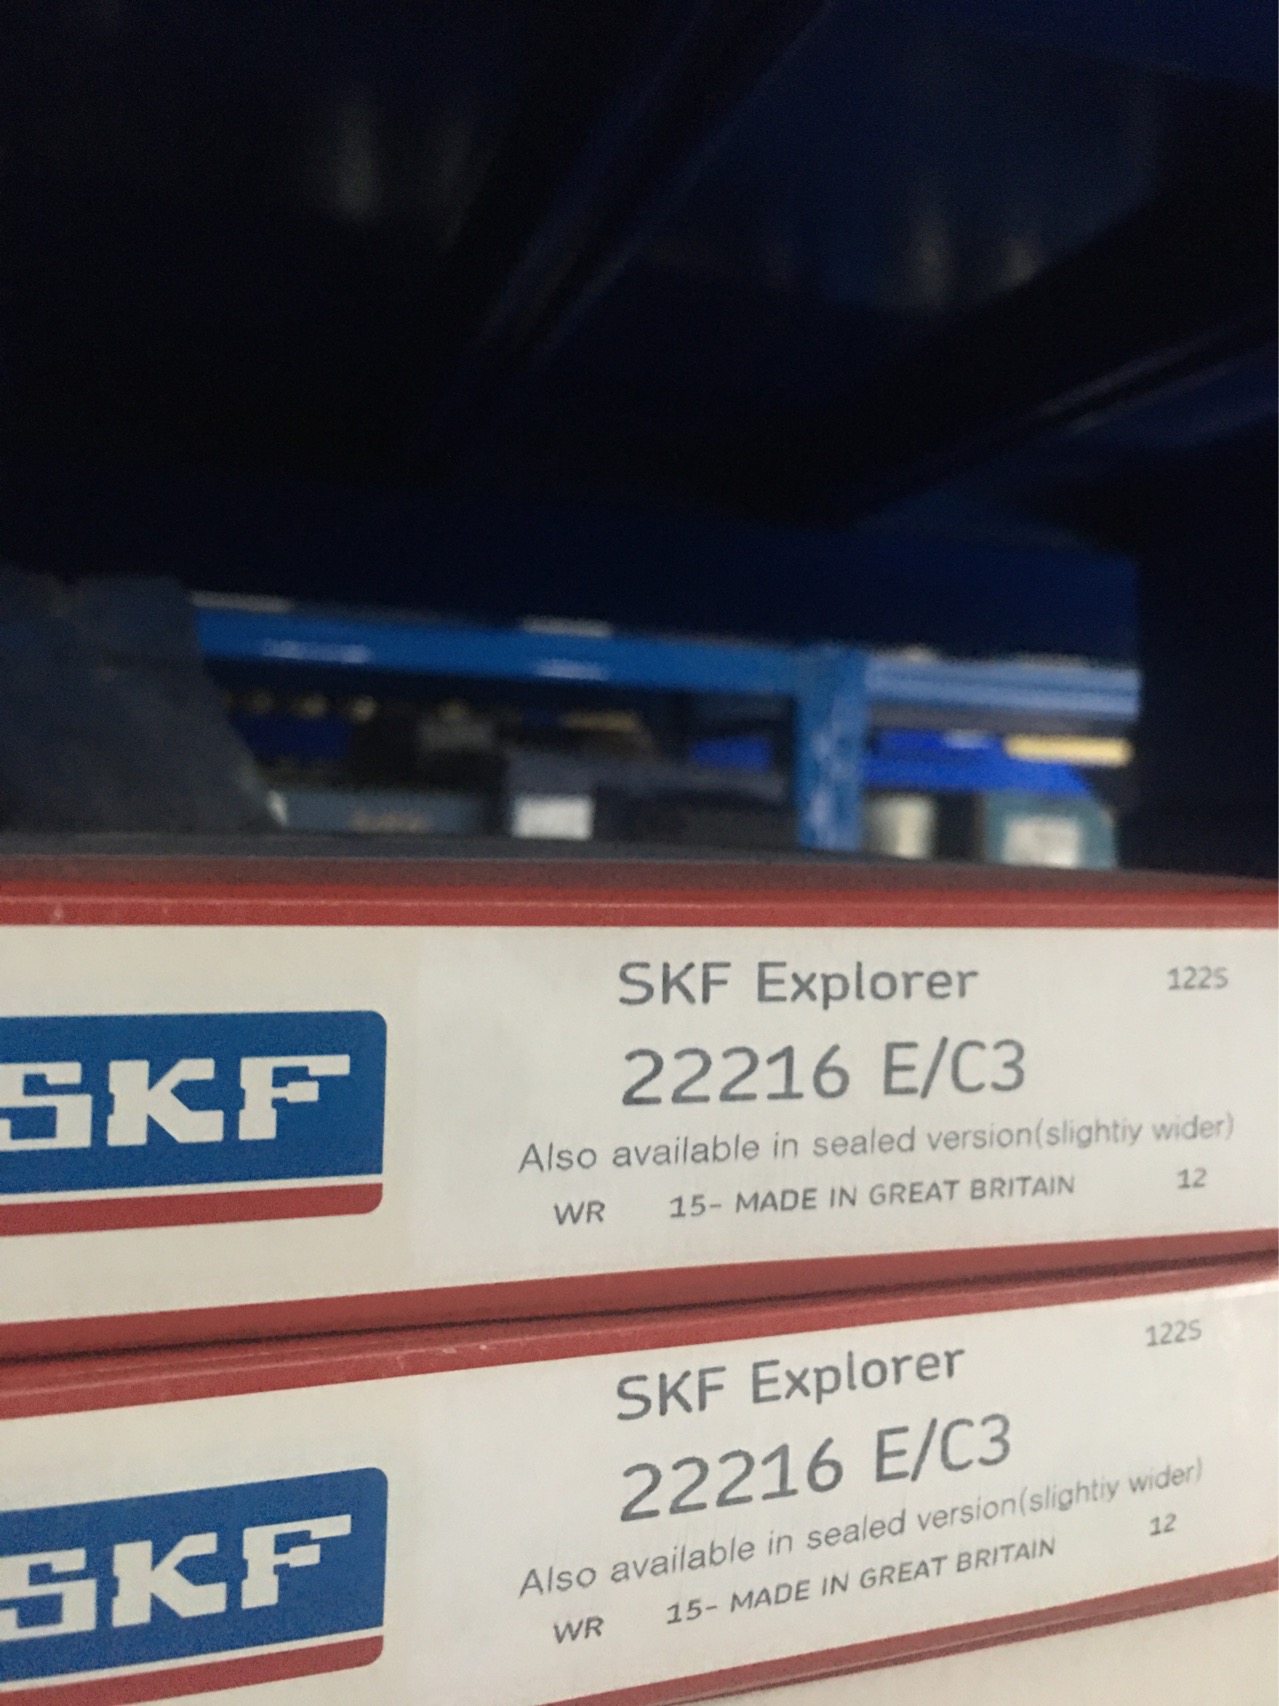 SKF
SKF Explorer 122S
22216 E/C3
Also available in sealed version(slightiy wider)
WR 15- MADE IN GREAT BRITAIN 12
SKF
SKF Explorer 122S
22216 E/C3
Also available in sealed version(slightiy wider)
WR 15- MADE IN GREAT BRITAIN 12